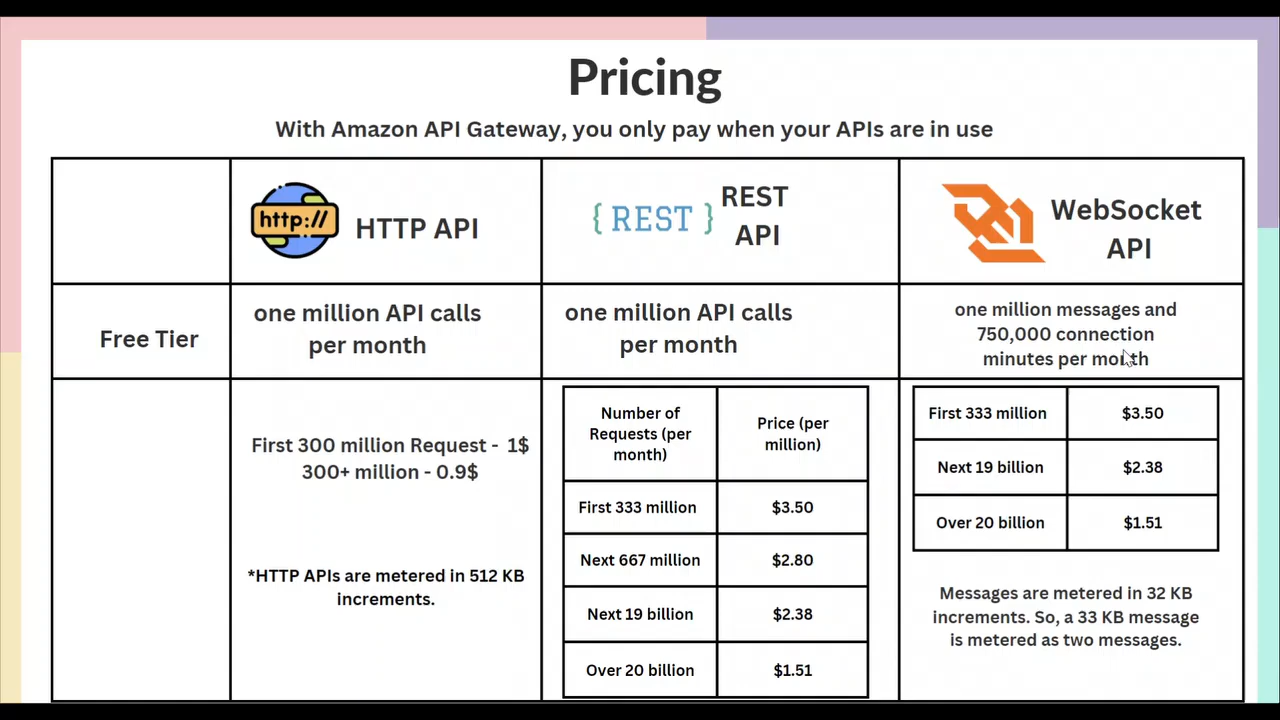 Pricing
With Amazon API Gateway, you only pay when your APIs are in use
http://
HTTP API
{ REST }
REST
API
WebSocket
API
Free Tier
one million API calls
per month
one million API calls
per month
one million messages and
750,000 connection
minutes per month
First 300 million Request - 1$
300+ million - 0.9$
*HTTP APIs are metered in 512 KB
increments.
Number of
Requests (per
month)
Price (per
million)
First 333 million
$3.50
Next 667 million
$2.80
Next 19 billion
$2.38
Over 20 billion
$1.51
First 333 million
$3.50
Next 19 billion
$2.38
Over 20 billion
$1.51
Messages are metered in 32 KB
increments. So, a 33 KB message
is metered as two messages.